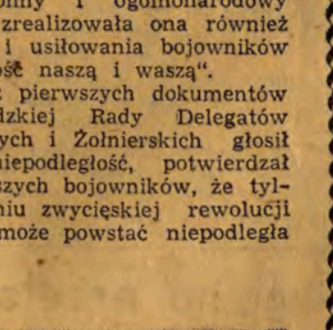 ogólnonarodowy
zrealizowała ona również
i usiłowania bojowników
naszą i waszą“.
pierwszych dokumentów
Rady Delegatów
i Żołnierskich głosił
potwierdzał
bojowników, że tyl-
zwycięskiej rewolucji
może powstać niepodległa